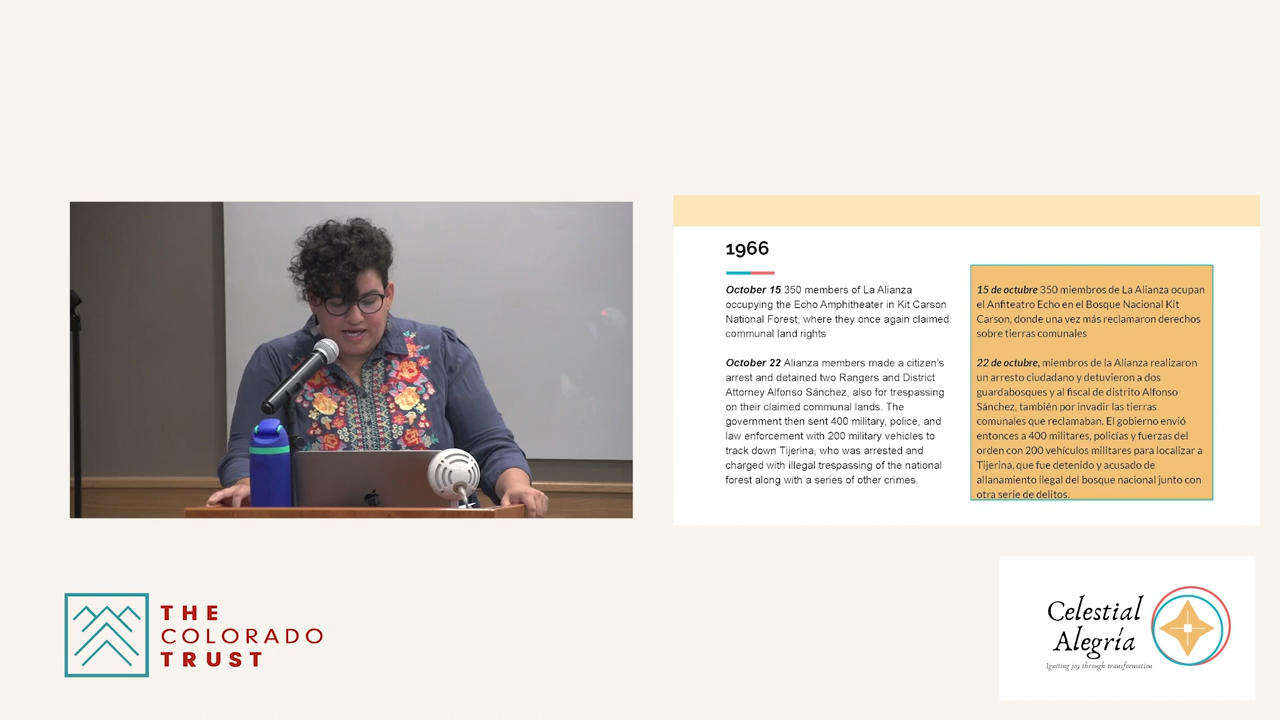 1966
October 15 350 members of La Alianza
occupying the Echo Amphitheater in Kit Carson
National Forest, where they once again claimed
communal land rights
October 22 Alianza members made a citizen's
arrest and detained two Rangers and District
Attorney Alfonso Sánchez, also for trespassing
on their claimed communal lands. The
government then sent 400 military, police, and
law enforcement with 200 military vehicles to
track down Tijerina, who was arrested and
charged with illegal trespassing of the national
forest along with a series of other crimes.
15 de octubre 350 miembros de La Alianza ocupan
el Anfiteatro Echo en el Bosque Nacional Kit
Carson, donde una vez más reclamaron derechos
sobre tierras comunales
22 de octubre, miembros de la Alianza realizaron
un arresto ciudadano y detuvieron a dos
guardabosques y al fiscal de distrito Alfonso
Sánchez, también por invadir las tierras
comunales que reclamaban. El gobierno envió
entonces a 400 militares, policías y fuerzas del
orden con 200 vehículos militares para localizar a
Tijerina, que fue detenido y acusado de
allanamiento ilegal del bosque nacional junto con
otra serie de delitos.
THE
COLORADO
TRUST
Celestial
Alegría
Igniting joy through transformation